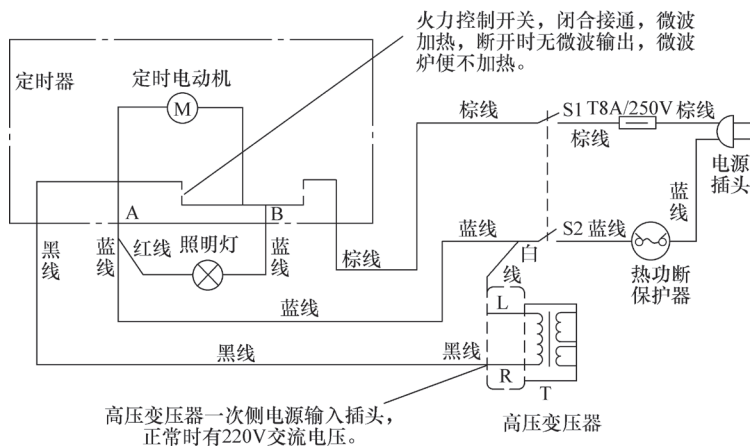 火力控制开关，闭合接通，微波
加热，断开时无微波输出，微波
炉便不加热。
定时器
定时电动机
M
棕线
S1
T8A/250V
棕线
棕线
电源
插头
A
B
黑线
蓝线
红线
照明灯
蓝线
棕线
蓝线
白
线
S2
蓝线
蓝线
热功断
保护器
蓝线
L
黑线
黑线
R
T
高压变压器一次侧电源输入插头，
正常时有220V交流电压。
高压变压器